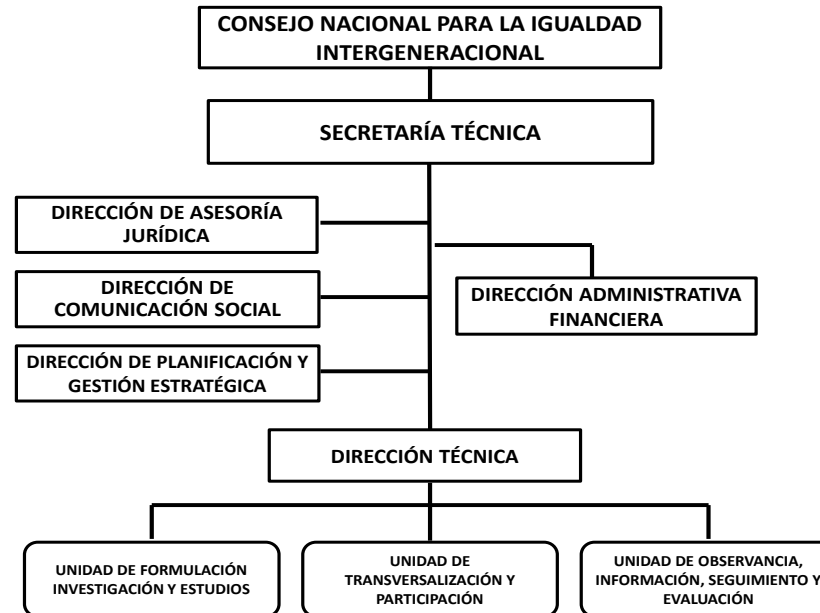 CONSEJO NACIONAL PARA LA IGUALDAD
INTERGENERACIONAL
SECRETARÍA TÉCNICA
DIRECCIÓN DE ASESORÍA
JURÍDICA
DIRECCIÓN DE
COMUNICACIÓN SOCIAL
DIRECCIÓN ADMINISTRATIVA
FINANCIERA
DIRECCIÓN DE PLANIFICACIÓN Y
GESTIÓN ESTRATÉGICA
DIRECCIÓN TÉCNICA
UNIDAD DE FORMULACIÓN
INVESTIGACIÓN Y ESTUDIOS
UNIDAD DE
TRANSVERSALIZACIÓN Y
PARTICIPACIÓN
UNIDAD DE OBSERVANCIA,
INFORMACIÓN, SEGUIMIENTO Y
EVALUACIÓN